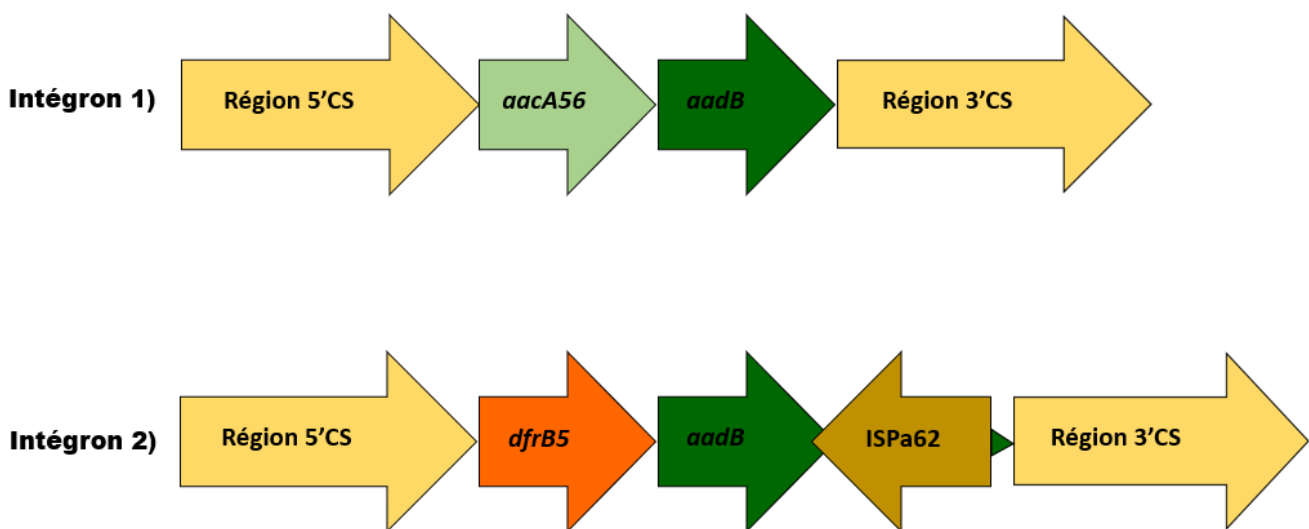 Intégron 1) Région 5'CS aacA56 aadB Région 3'CS
Intégron 2) Région 5'CS dfrB5 aadB ISPa62 Région 3'CS